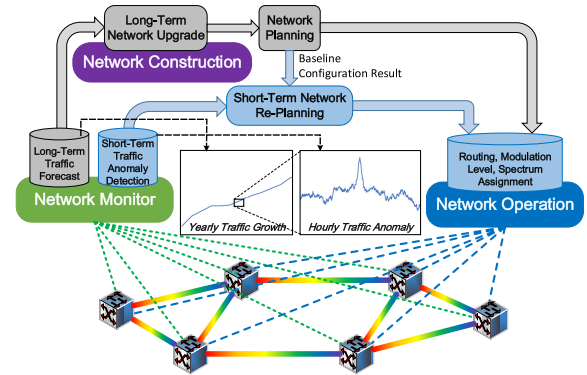 Long-Term
Network Upgrade
Network
Planning
Network Construction
Baseline
Configuration Result
Short-Term Network
Re-Planning
Long-Term
Traffic
Forecast
Short-Term
Traffic
Anomaly
Detection
Routing, Modulation
Level, Spectrum
Assignment
Network Monitor
Yearly Traffic Growth
Hourly Traffic Anomaly
Network Operation